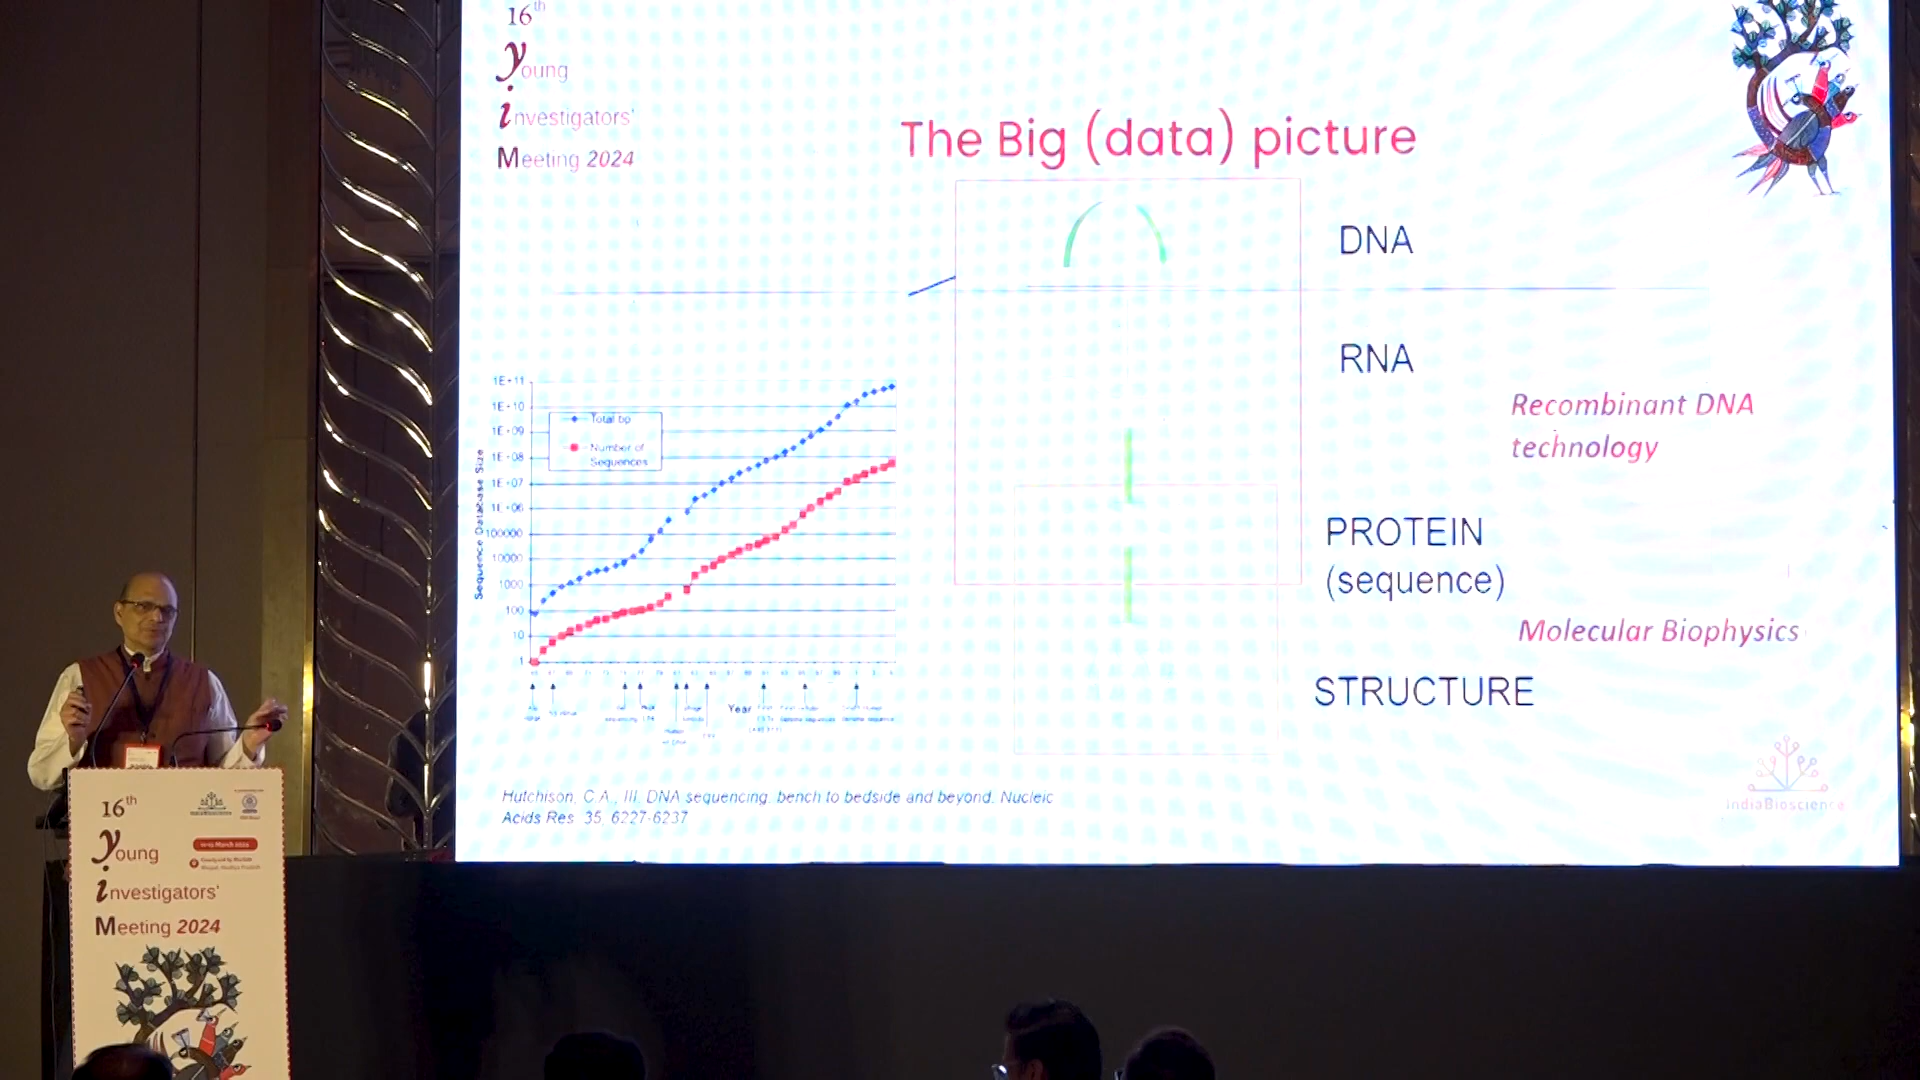 16th
Young
investigators'
Meeting 2024
The Big (data) picture
DNA
RNA
Recombinant DNA
technology
PROTEIN
(sequence)
Molecular Biophysics
STRUCTURE
1E+11
1E+10
1E+09
1E+08
1E+07
1E+06
100000
10000
1000
100
10
1
Total bp
Number of
Sequences
Sequence Database Size
Year
Hutchison, C.A., III. DNA sequencing: bench to bedside and beyond. Nucleic
Acids Res. 35, 6227-6237
IndiaBioscience
16th
IndiaBioscience
Young
investigators'
Meeting 2024